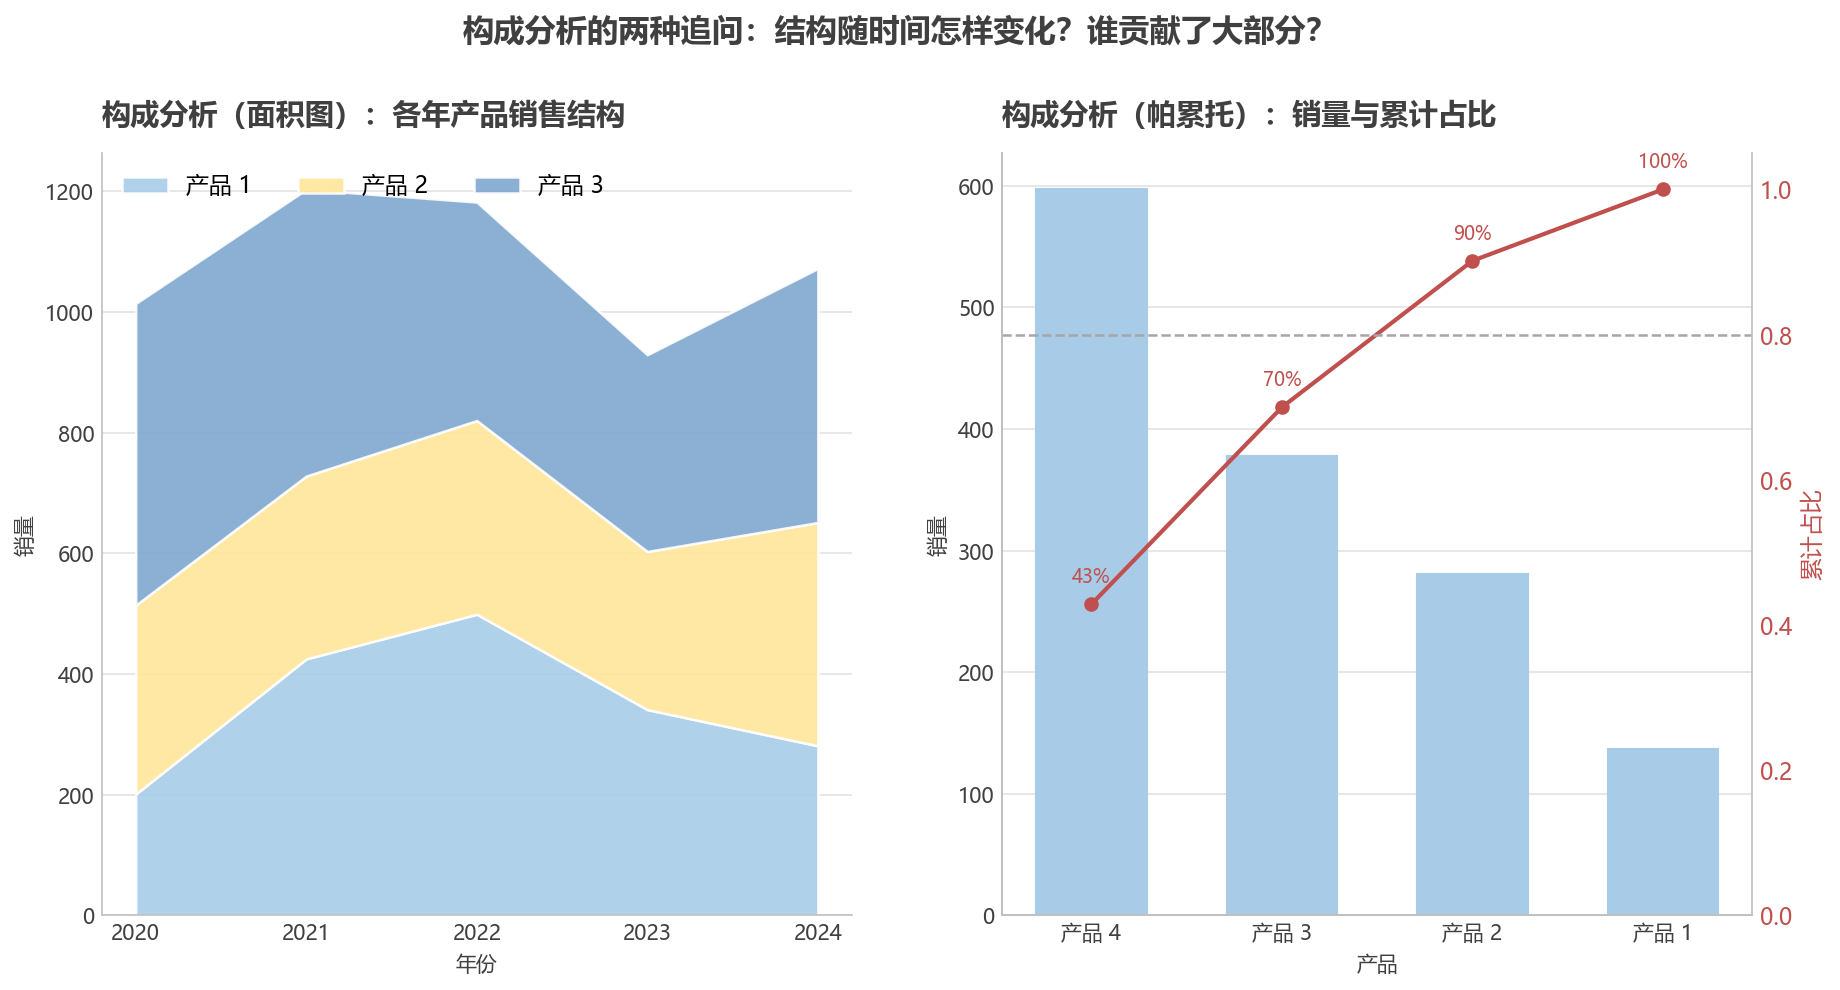 构成分析的两种追问：结构随时间怎样变化？谁贡献了大部分？
构成分析（面积图）：各年产品销售结构
产品 1
产品 2
产品 3
1200
1000
800
600
400
200
0
销量
2020
2021
2022
2023
2024
年份
构成分析（帕累托）：销量与累计占比
600
500
400
300
200
100
0
销量
43%
70%
90%
100%
1.0
0.8
0.6
0.4
0.2
0.0
累计占比
产品 4
产品 3
产品 2
产品 1
产品